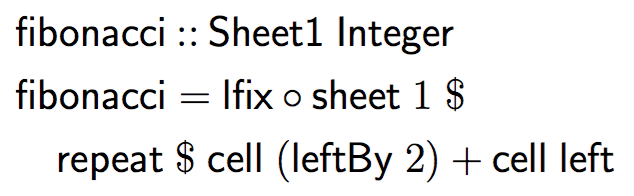 fibonacci :: Sheet1 Integer
fibonacci = lfix ∘ sheet 1 $
repeat $ cell (leftBy 2) + cell left